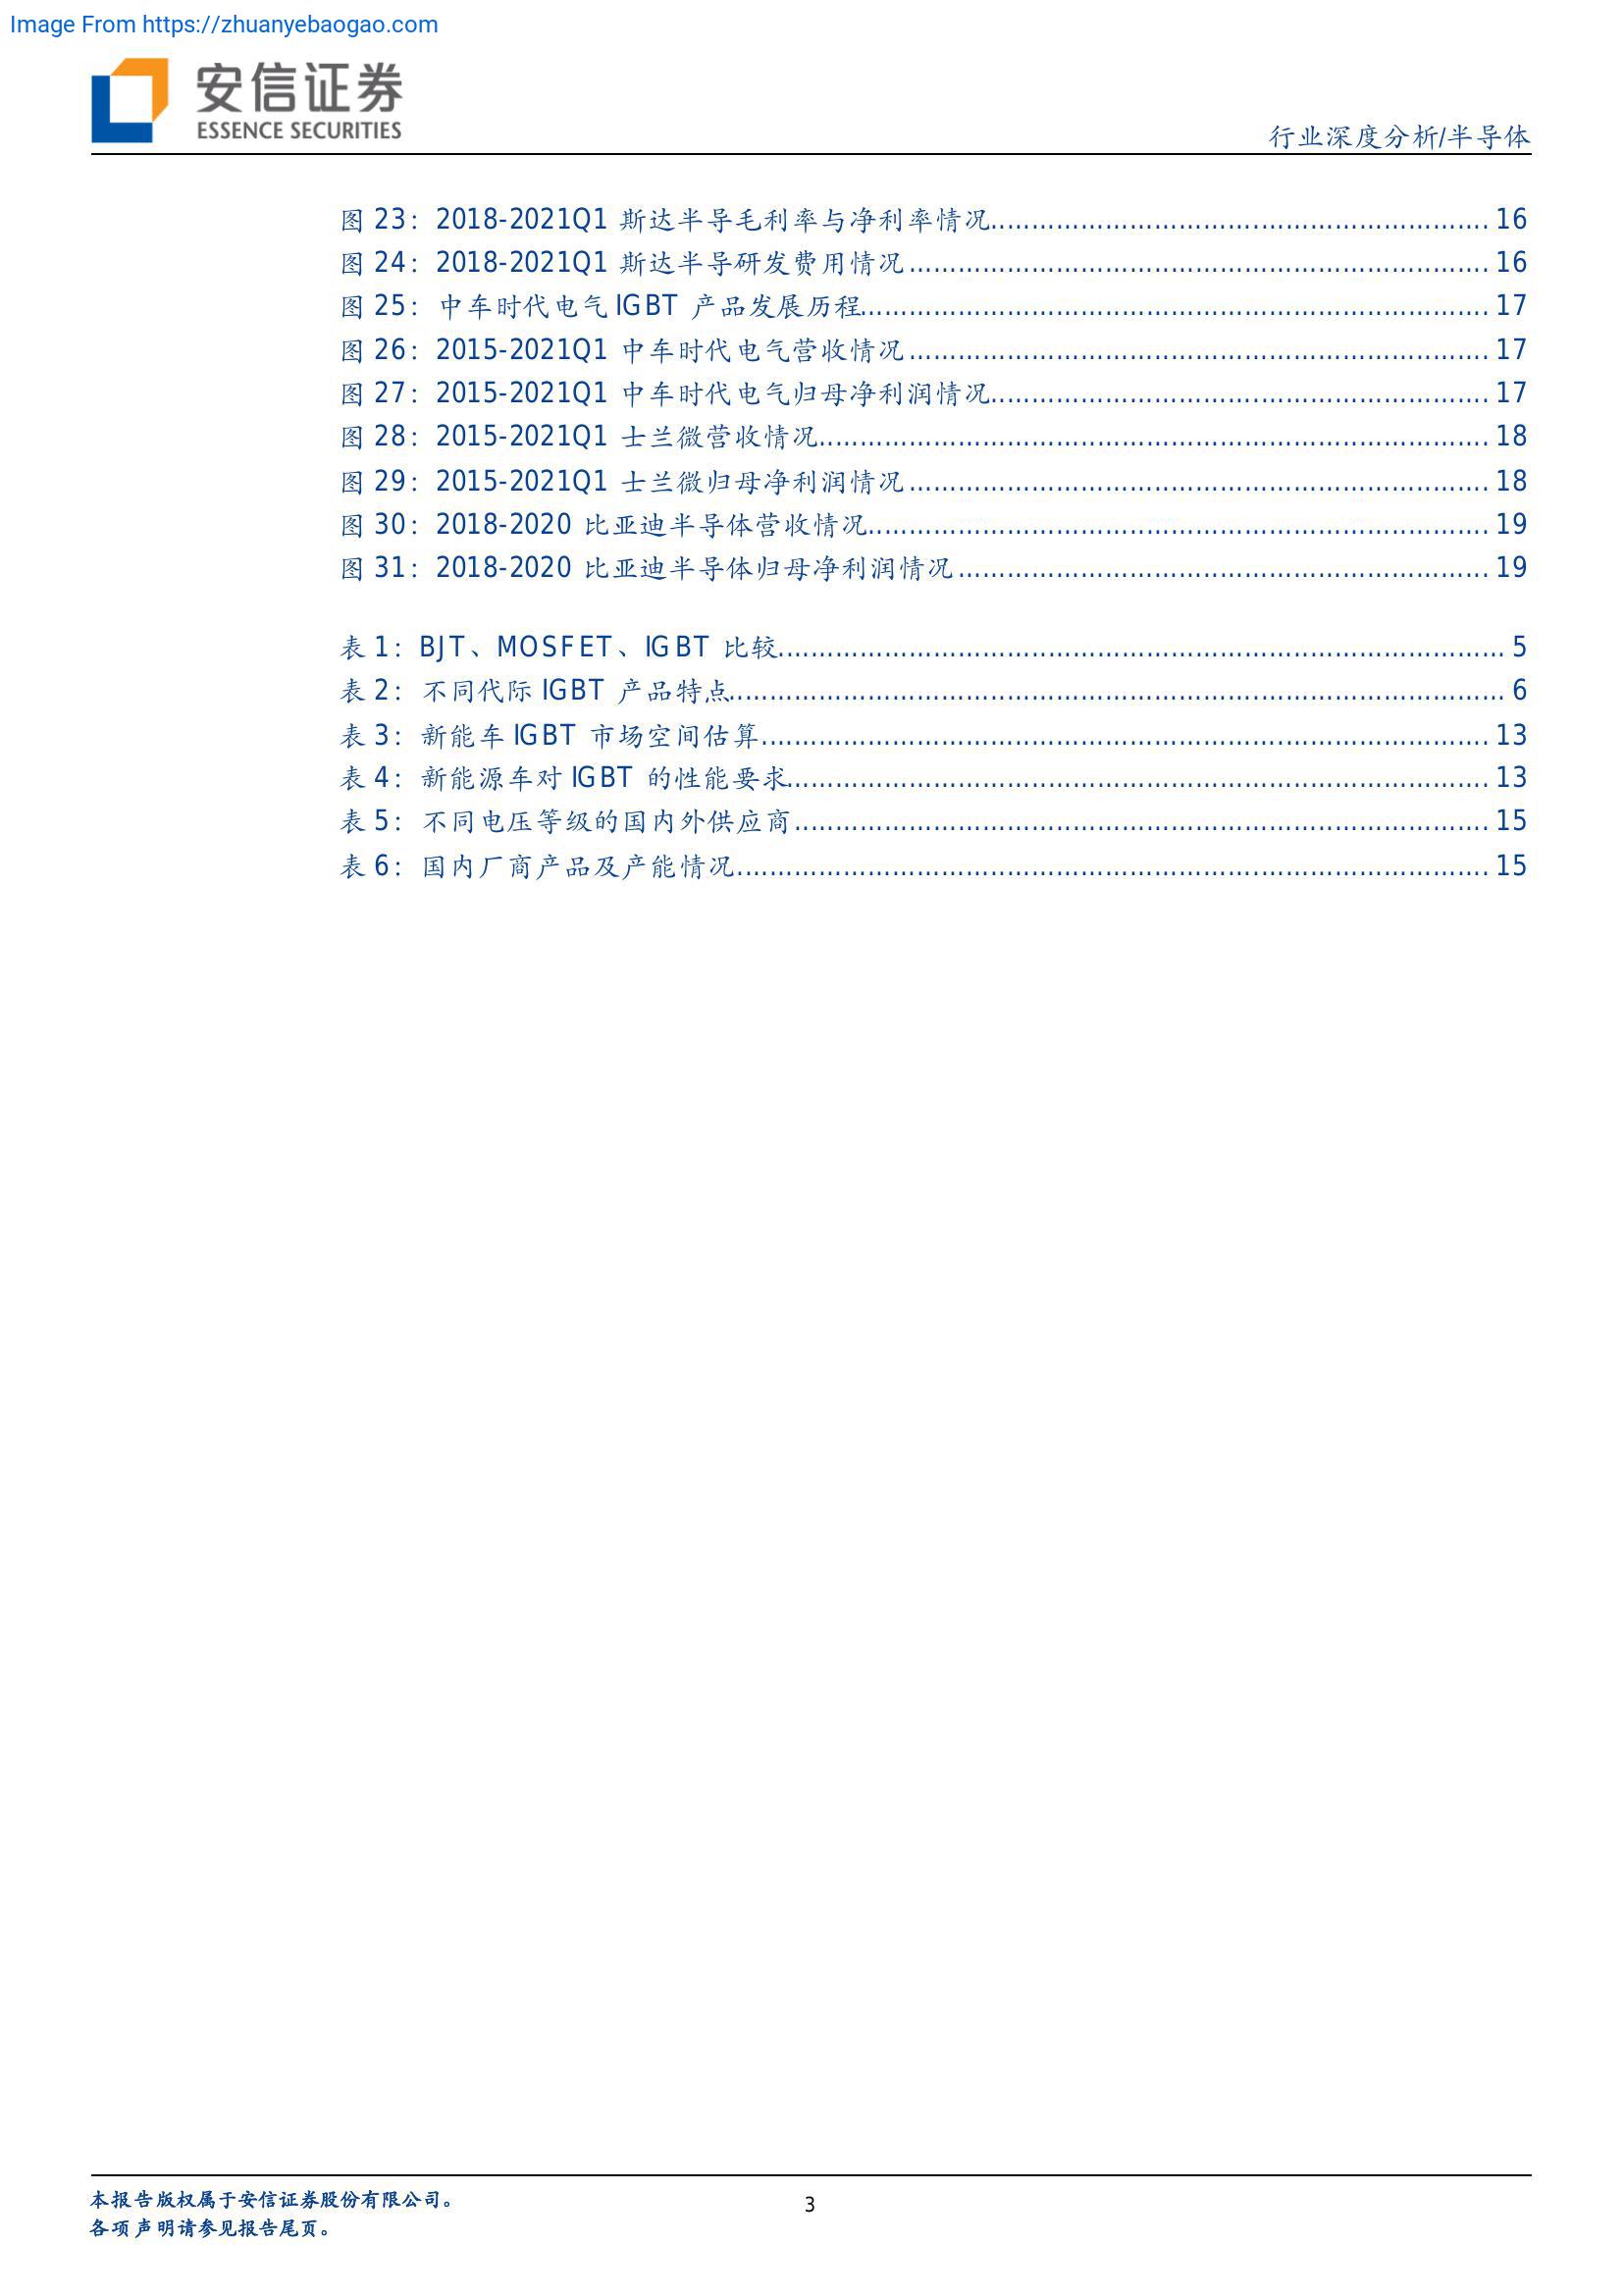 Image From https://zhuanyebaogao.com
安信证券
ESSENCE SECURITIES
行业深度分析/半导体
图 23：2018-2021Q1 斯达半导毛利率与净利率情况 16
图 24：2018-2021Q1 斯达半导研发费用情况 16
图 25：中车时代电气 IGBT 产品发展历程 17
图 26：2015-2021Q1 中车时代电气营收情况 17
图 27：2015-2021Q1 中车时代电气归母净利润情况 17
图 28：2015-2021Q1 士兰微营收情况 18
图 29：2015-2021Q1 士兰微归母净利润情况 18
图 30：2018-2020 比亚迪半导体营收情况 19
图 31：2018-2020 比亚迪半导体归母净利润情况 19
表 1：BJT、MOSFET、IGBT 比较 5
表 2：不同代际 IGBT 产品特点 6
表 3：新能车 IGBT 市场空间估算 13
表 4：新能源车对 IGBT 的性能要求 13
表 5：不同电压等级的国内外供应商 15
表 6：国内厂商产品及产能情况 15
本报告版权属于安信证券股份有限公司。
各项声明请参见报告尾页。
3